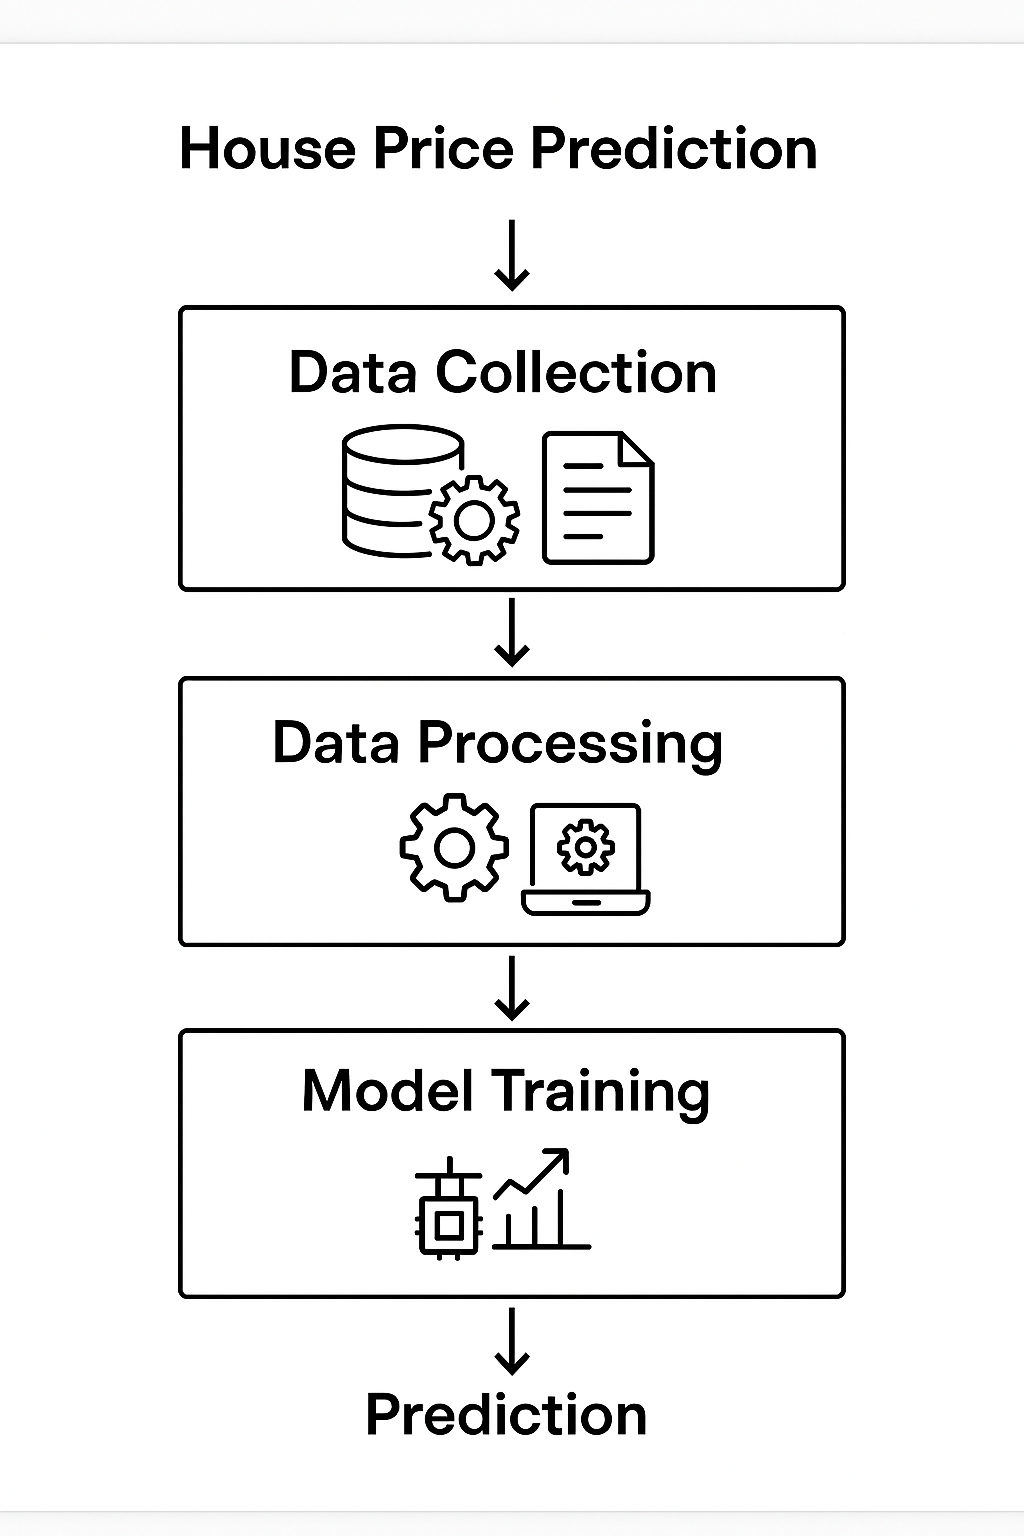 House Price Prediction
Data Collection
Data Processing
Model Training
Prediction